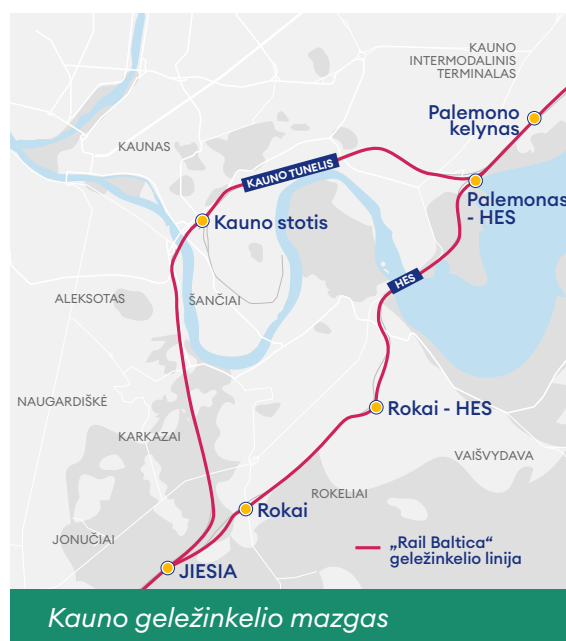 KAUNO
INTERMODALINIS
TERMINALAS
Palemono
kelynas
KAUNAS
KAUNO TUNELIS
Palemonas
- HES
Kauno stotis
HES
ALEKSOTAS
ŠANČIAI
NAUGARDIŠKĖ
Rokai - HES
KARKAZAI
VAIŠVYDAVA
ROKELIAI
Rokai
JONUČIAI
„Rail Baltica“
geležinkelio linija
JIESIA
Kauno geležinkelio mazgas